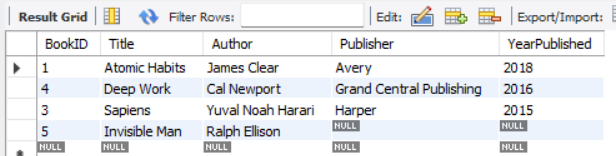 Result Grid Filter Rows: Edit: Export/Import:
BookID Title Author Publisher YearPublished
1 Atomic Habits James Clear Avery 2018
4 Deep Work Cal Newport Grand Central Publishing 2016
3 Sapiens Yuval Noah Harari Harper 2015
5 Invisible Man Ralph Ellison NULL NULL
NULL NULL NULL NULL NULL